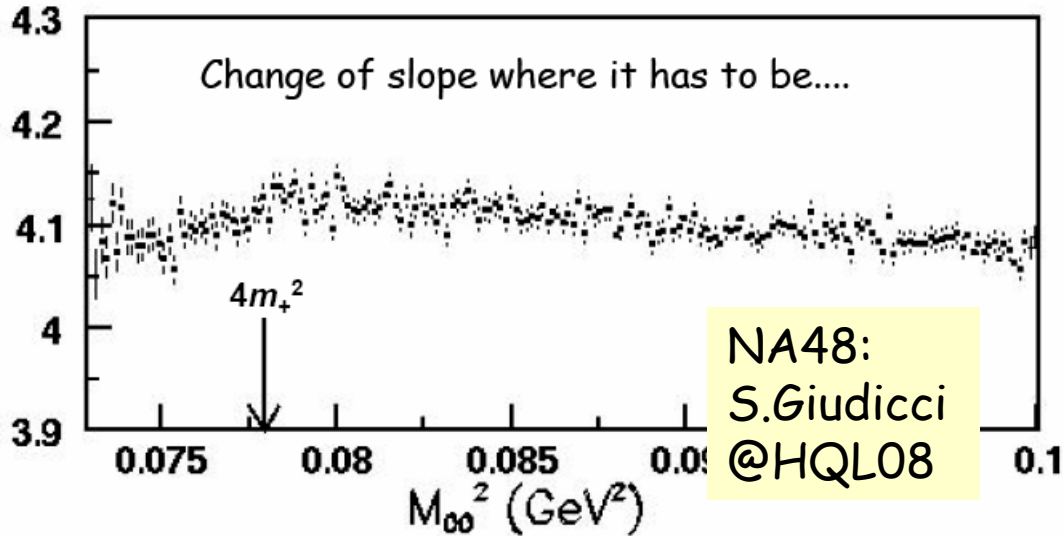 4.3
Change of slope where it has to be....
4.2
4.1
4m₊²
4
NA48:
S.Giudicci
@HQL08
3.9
0.075 0.08 0.085 0.1
M₀₀² (GeV²)